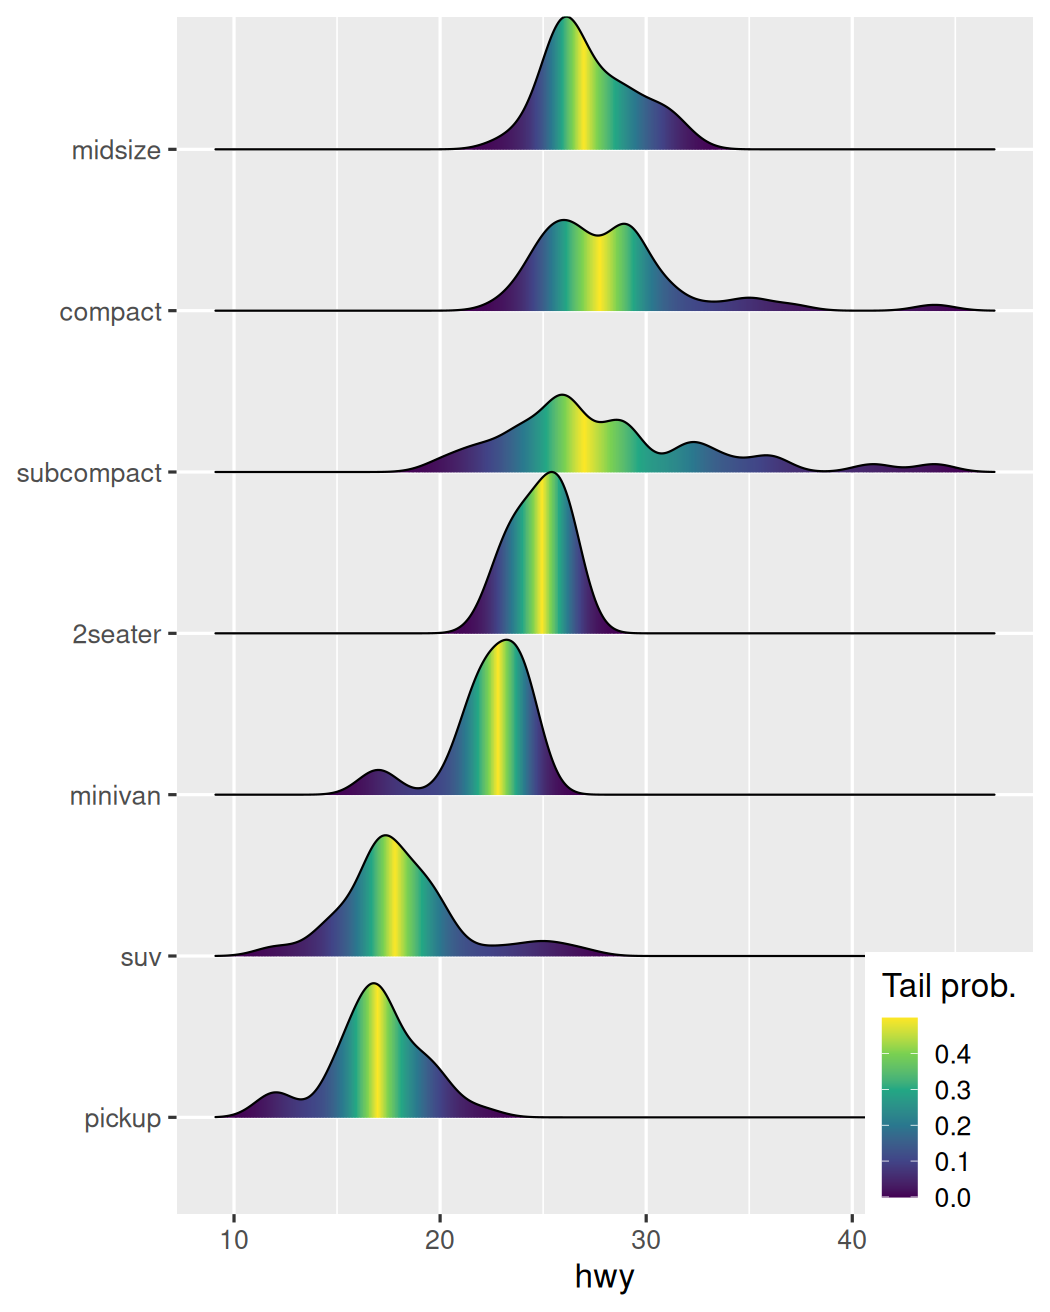 midsize
compact
subcompact
2seater
minivan
suv
pickup
Tail prob.
0.4
0.3
0.2
0.1
0.0
10 20 30 40
hwy